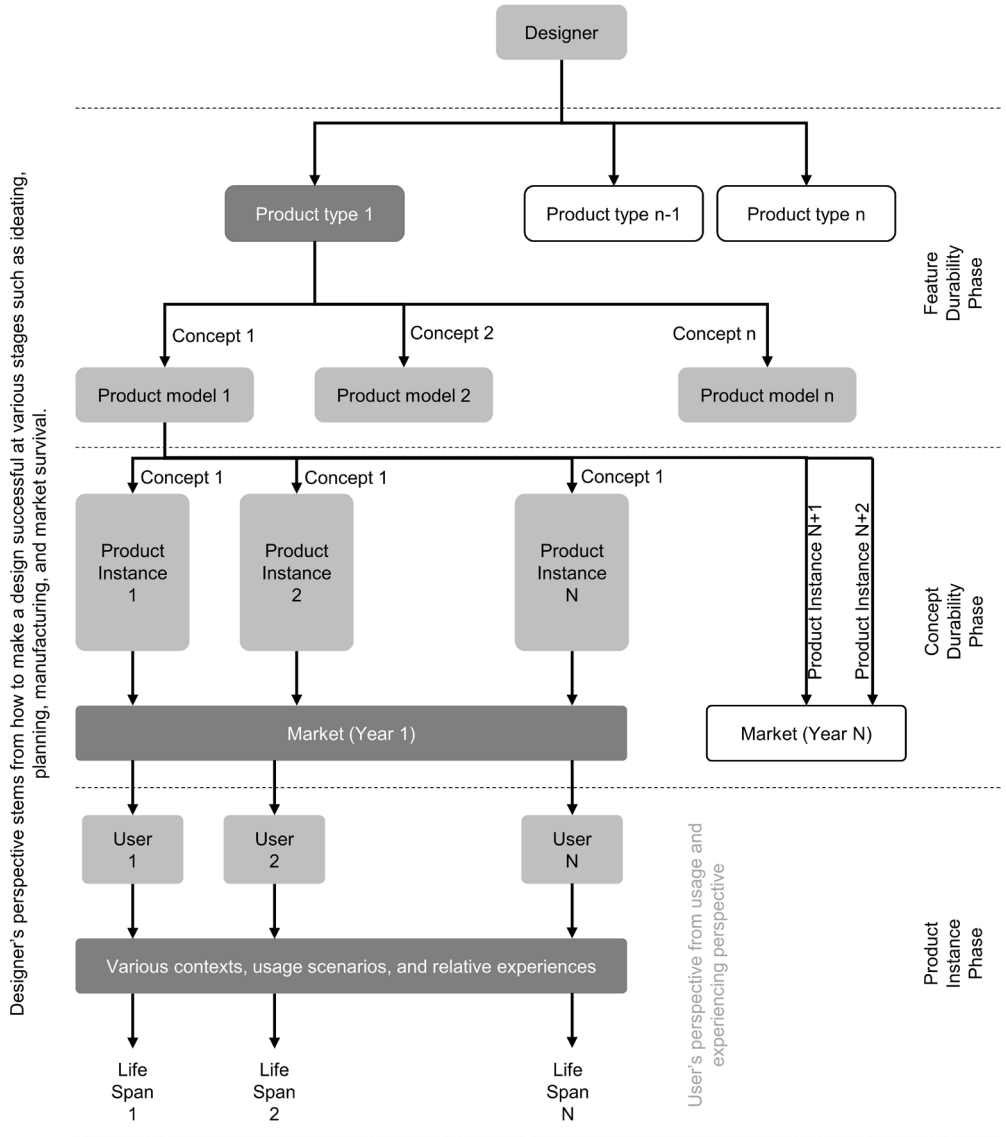 Designer
Designer's perspective stems from how to make a design successful at various stages such as ideating,
planning, manufacturing, and market survival.
Product type 1
Product type n-1
Product type n
Feature
Durability
Phase
Concept 1
Concept 2
Concept n
Product model 1
Product model 2
Product model n
Concept 1
Concept 1
Concept 1
Product
Instance
1
Product
Instance
2
Product
Instance
N
Product Instance N+1
Product Instance N+2
Concept
Durability
Phase
Market (Year 1)
Market (Year N)
User
1
User
2
User
N
User's perspective from usage and
experiencing perspective
Product
Instance
Phase
Various contexts, usage scenarios, and relative experiences
Life
Span
1
Life
Span
2
Life
Span
N